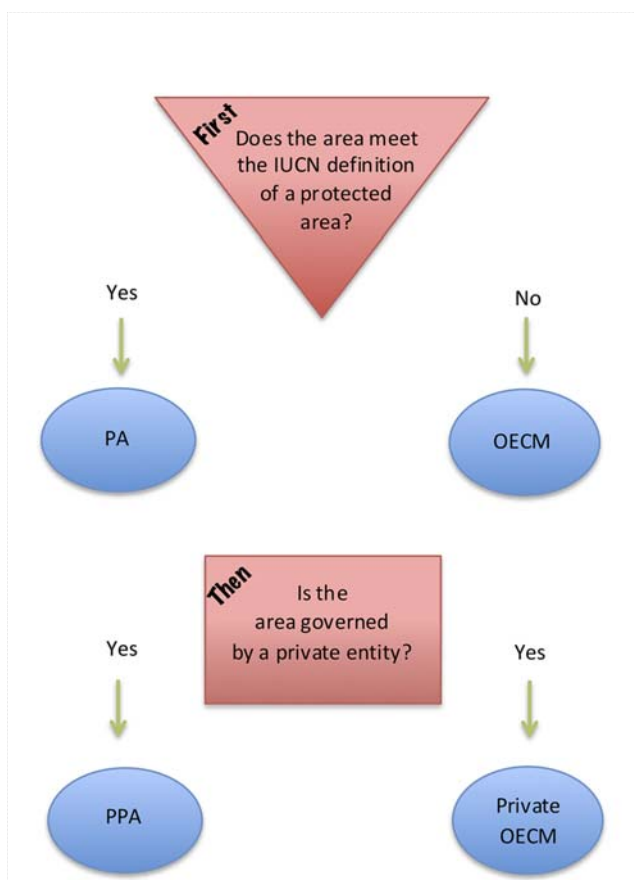 First
Does the area meet
the IUCN definition
of a protected
area?
Yes
No
PA
OECM
Then
Is the
area governed
by a private entity?
Yes
Yes
PPA
Private
OECM